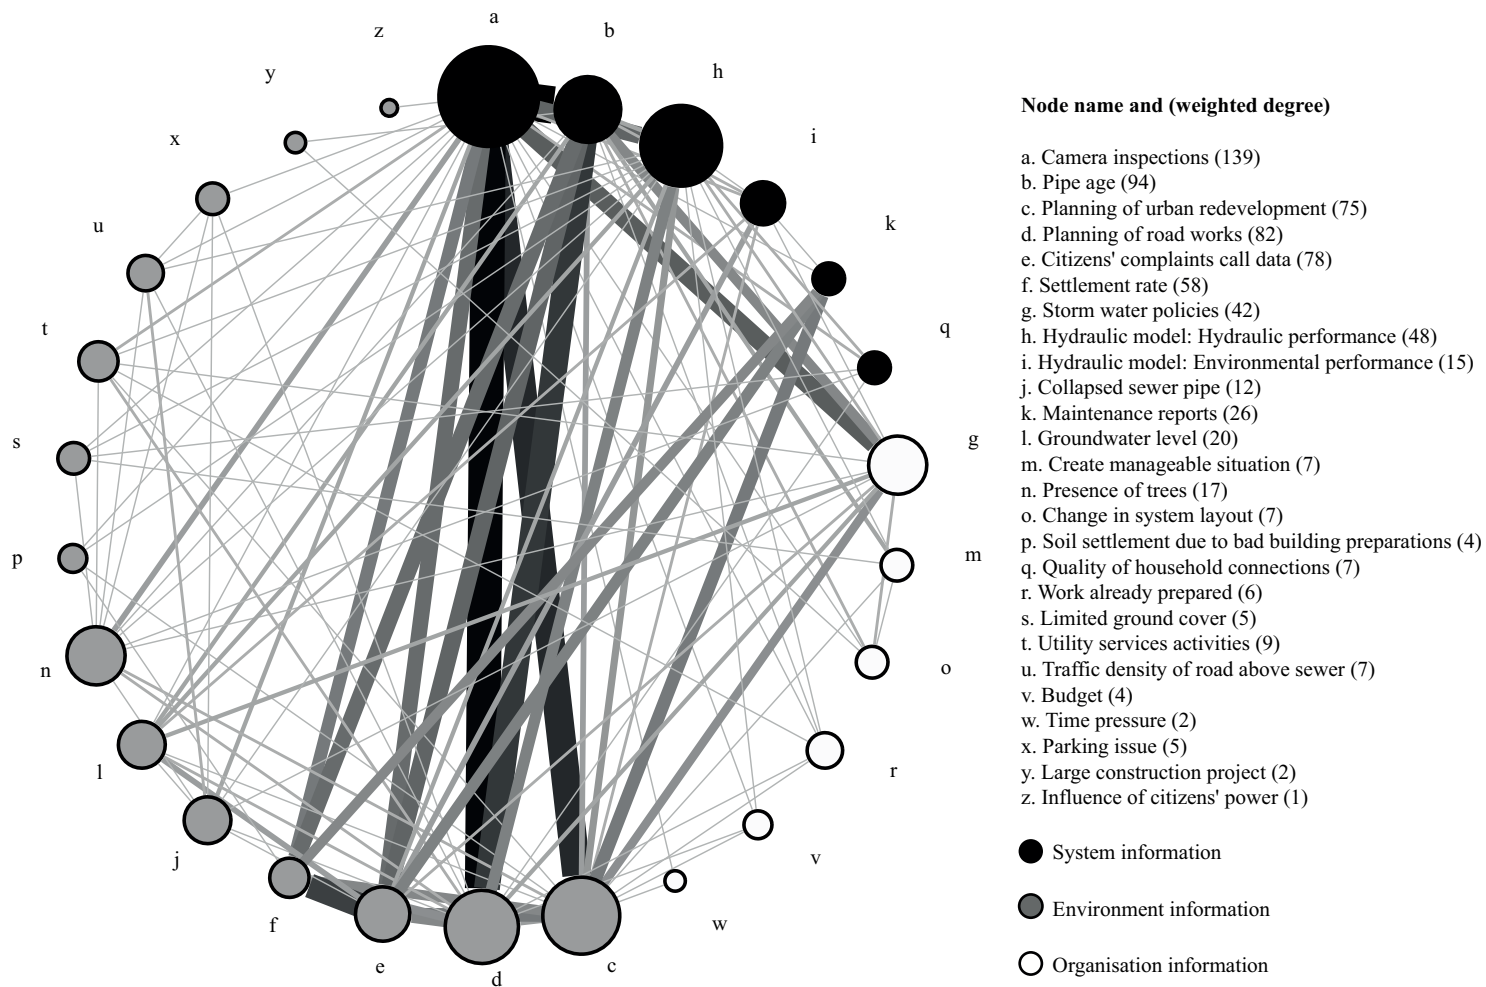 a
b
z
h
y
x
i
u
k
t
q
s
g
p
m
n
o
l
r
j
v
f
w
e
d
c
Node name and (weighted degree)
a. Camera inspections (139)
b. Pipe age (94)
c. Planning of urban redevelopment (75)
d. Planning of road works (82)
e. Citizens' complaints call data (78)
f. Settlement rate (58)
g. Storm water policies (42)
h. Hydraulic model: Hydraulic performance (48)
i. Hydraulic model: Environmental performance (15)
j. Collapsed sewer pipe (12)
k. Maintenance reports (26)
l. Groundwater level (20)
m. Create manageable situation (7)
n. Presence of trees (17)
o. Change in system layout (7)
p. Soil settlement due to bad building preparations (4)
q. Quality of household connections (7)
r. Work already prepared (6)
s. Limited ground cover (5)
t. Utility services activities (9)
u. Traffic density of road above sewer (7)
v. Budget (4)
w. Time pressure (2)
x. Parking issue (5)
y. Large construction project (2)
z. Influence of citizens' power (1)
System information
Environment information
Organisation information